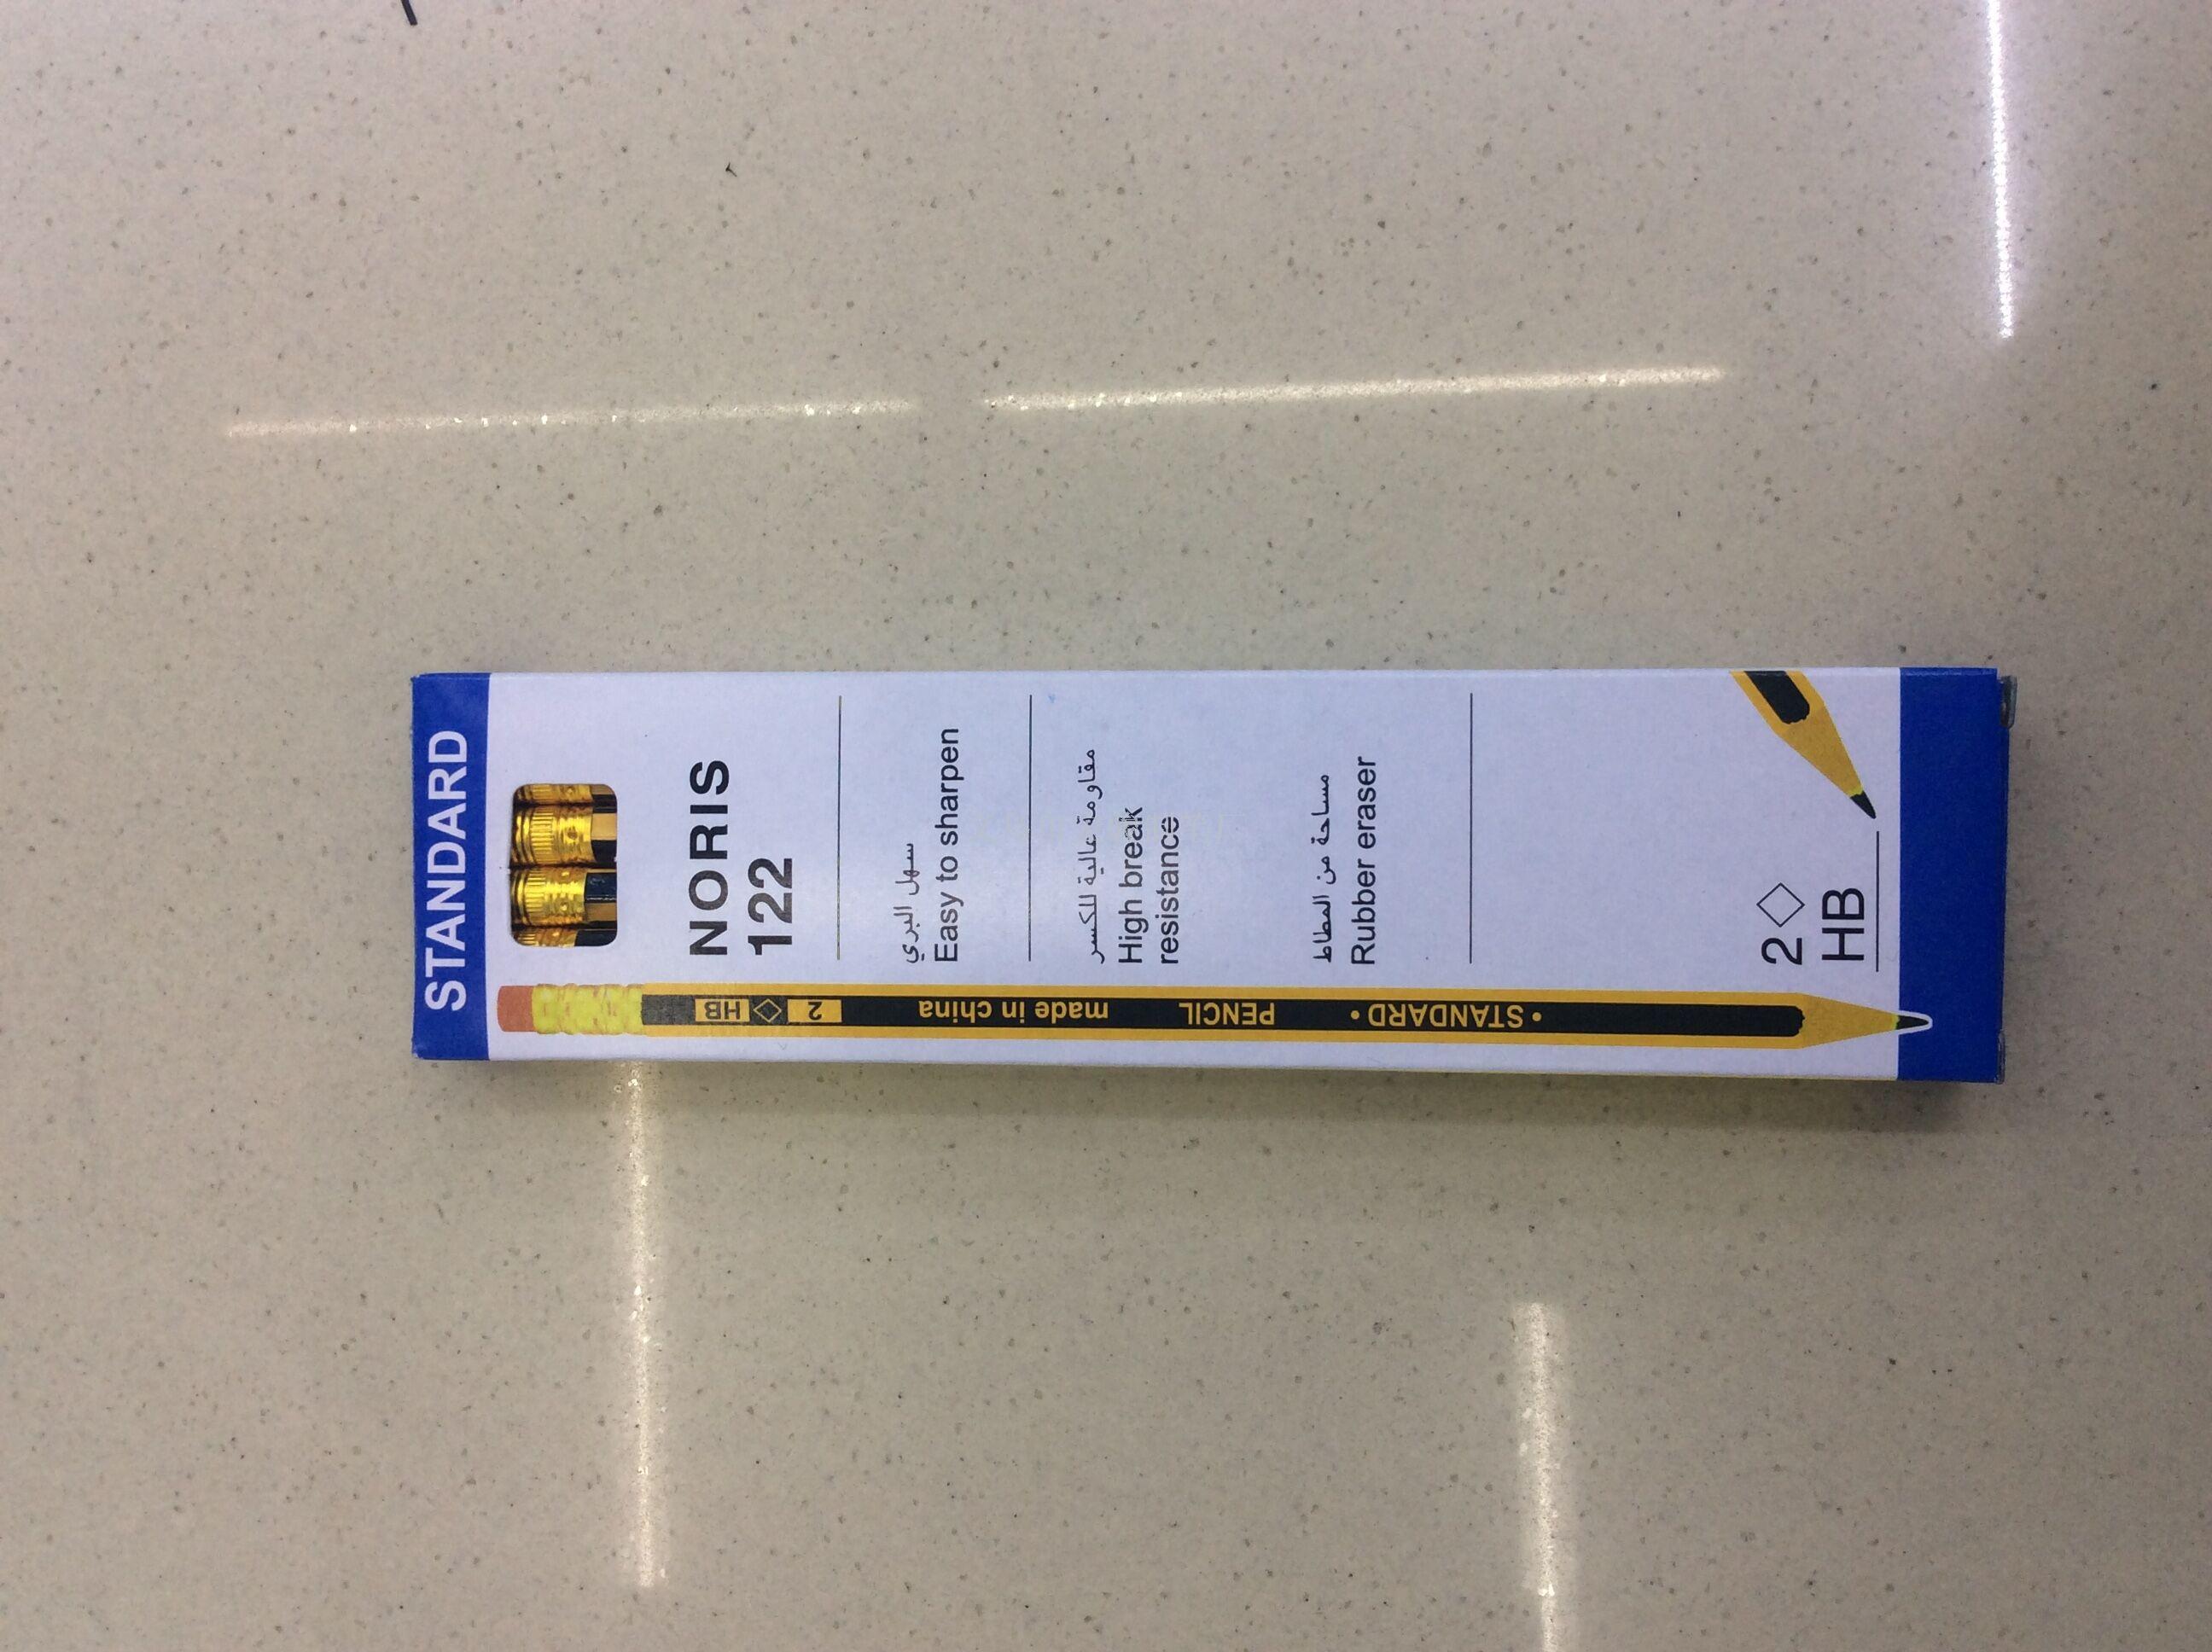 STANDARD
NORIS
122
سهل البري
Easy to sharpen
مقاومة عالية للكسر
High break
resistance
مساحة من المطاط
Rubber eraser
2
HB
• STANDARD • PENCIL made in china 2 HB